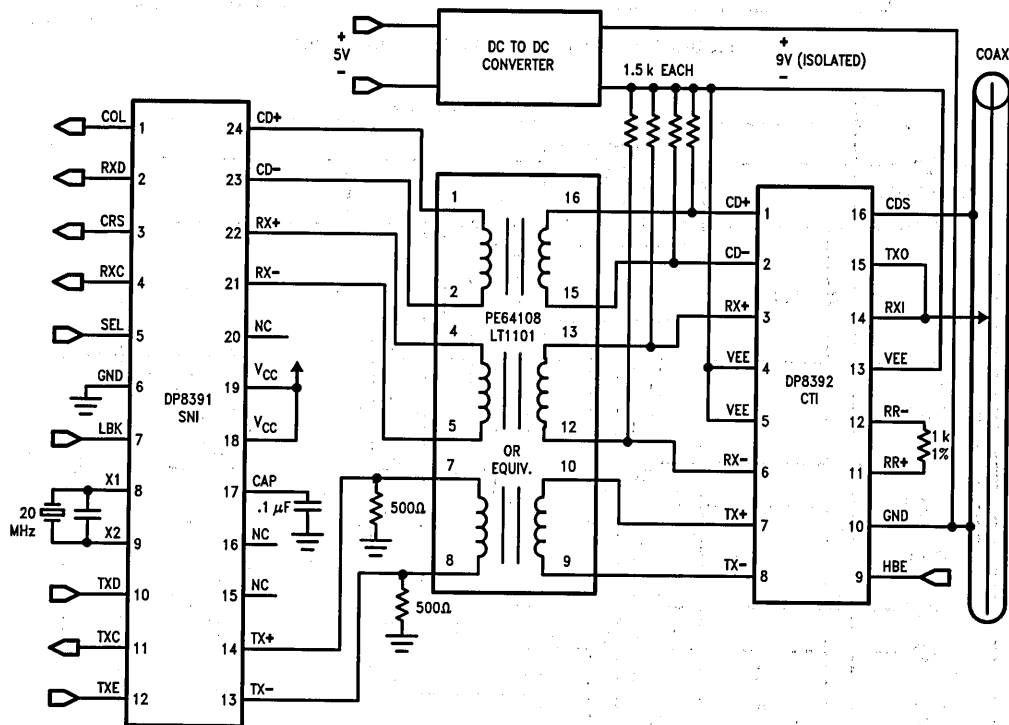 +
5V
-
DC TO DC
CONVERTER
+
9V (ISOLATED)
-
COAX
1.5 k EACH
COL
1
24
CD+
RXD
2
23
CD-
CRS
3
22
RX+
RXC
4
21
RX-
SEL
5
20
NC
GND
6
19
VCC
DP8391
SNI
LBK
7
18
VCC
X1
8
17
CAP
.1 µF
20
MHz
X2
9
16
NC
TXD
10
15
NC
TXC
11
14
TX+
TXE
12
13
TX-
500Ω
500Ω
1
16
2
15
PE64108
LT1101
4
13
5
12
OR
EQUIV.
7
10
8
9
CD+
1
16
CDS
CD-
2
15
TXO
RX+
3
14
RXI
VEE
4
13
VEE
DP8392
CTI
VEE
5
12
RR-
1 k
1%
RX-
6
11
RR+
TX+
7
10
GND
TX-
8
9
HBE